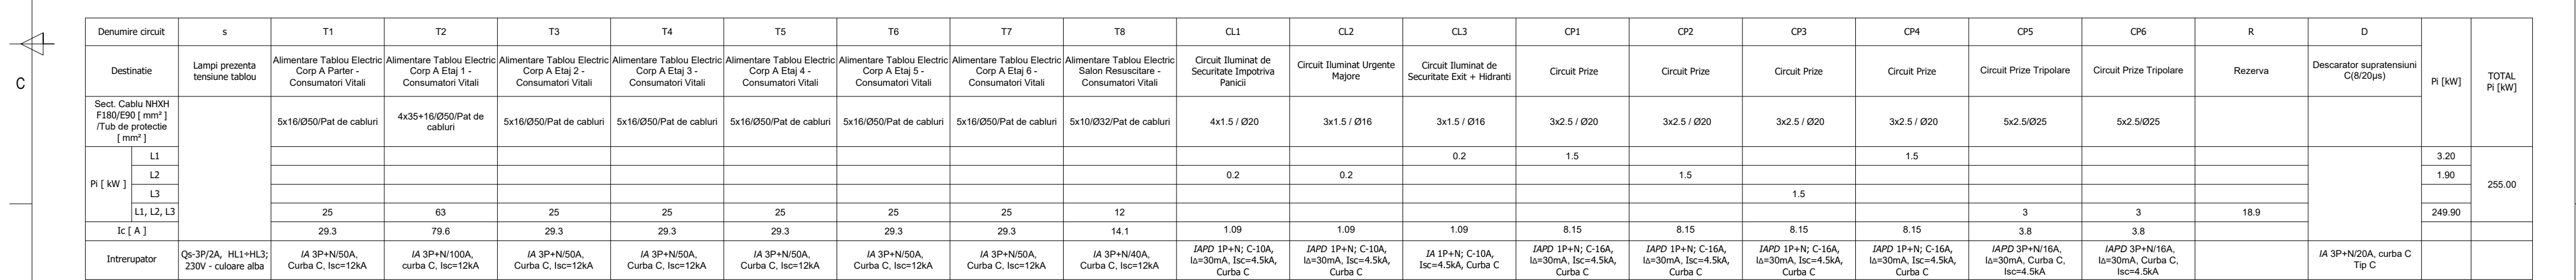 Denumire circuit s T1 T2 T3 T4 T5 T6 T7 T8 CL1 CL2 CL3 CP1 CP2 CP3 CP4 CP5 CP6 R D
C
Destinatie
Lampi prezenta
tensiune tablou
Alimentare Tablou Electric
Corp A Parter -
Consumatori Vitali
Alimentare Tablou Electric
Corp A Etaj 1 -
Consumatori Vitali
Alimentare Tablou Electric
Corp A Etaj 2 -
Consumatori Vitali
Alimentare Tablou Electric
Corp A Etaj 3 -
Consumatori Vitali
Alimentare Tablou Electric
Corp A Etaj 4 -
Consumatori Vitali
Alimentare Tablou Electric
Corp A Etaj 5 -
Consumatori Vitali
Alimentare Tablou Electric
Corp A Etaj 6 -
Consumatori Vitali
Alimentare Tablou Electric
Salon Resuscitare -
Consumatori Vitali
Circuit Iluminat de
Securitate Impotriva
Panicii
Circuit Iluminat Urgente
Majore
Circuit Iluminat de
Securitate Exit + Hidranti
Circuit Prize
Circuit Prize
Circuit Prize
Circuit Prize
Circuit Prize Tripolare
Circuit Prize Tripolare
Rezerva
Descarator supratensiuni
C(8/20µs)
Pi [kW]
TOTAL
Pi [kW]
Sect. Cablu NHXH
F180/E90 [ mm² ]
/Tub de protectie
[ mm² ]
5x16/Ø50/Pat de cabluri
4x35+16/Ø50/Pat de
cabluri
5x16/Ø50/Pat de cabluri
5x16/Ø50/Pat de cabluri
5x16/Ø50/Pat de cabluri
5x16/Ø50/Pat de cabluri
5x16/Ø50/Pat de cabluri
5x10/Ø32/Pat de cabluri
4x1.5 / Ø20
3x1.5 / Ø16
3x1.5 / Ø16
3x2.5 / Ø20
3x2.5 / Ø20
3x2.5 / Ø20
3x2.5 / Ø20
5x2.5/Ø25
5x2.5/Ø25
Pi [ kW ]
L1 0.2 1.5 1.5 3.20
L2 0.2 0.2 1.5 1.90
L3 1.5
255.00
L1, L2, L3 25 63 25 25 25 25 25 12 3 3 18.9 249.90
Ic [ A ] 29.3 79.6 29.3 29.3 29.3 29.3 29.3 14.1 1.09 1.09 1.09 8.15 8.15 8.15 8.15 3.8 3.8
Intrerupator
Qs-3P/2A, HL1÷HL3;
230V - culoare alba
IA 3P+N/50A,
Curba C, Isc=12kA
IA 3P+N/100A,
curba C, Isc=12kA
IA 3P+N/50A,
Curba C, Isc=12kA
IA 3P+N/50A,
Curba C, Isc=12kA
IA 3P+N/50A,
Curba C, Isc=12kA
IA 3P+N/50A,
Curba C, Isc=12kA
IA 3P+N/50A,
Curba C, Isc=12kA
IA 3P+N/40A,
Curba C, Isc=12kA
IAPD 1P+N; C-10A,
I∆=30mA, Isc=4.5kA,
Curba C
IAPD 1P+N; C-10A,
I∆=30mA, Isc=4.5kA,
Curba C
IA 1P+N; C-10A,
Isc=4.5kA, Curba C
IAPD 1P+N; C-16A,
I∆=30mA, Isc=4.5kA,
Curba C
IAPD 1P+N; C-16A,
I∆=30mA, Isc=4.5kA,
Curba C
IAPD 1P+N; C-16A,
I∆=30mA, Isc=4.5kA,
Curba C
IAPD 1P+N; C-16A,
I∆=30mA, Isc=4.5kA,
Curba C
IAPD 3P+N/16A,
I∆=30mA, Curba C,
Isc=4.5kA
IAPD 3P+N/16A,
I∆=30mA, Curba C,
Isc=4.5kA
IA 3P+N/20A, curba C
Tip C